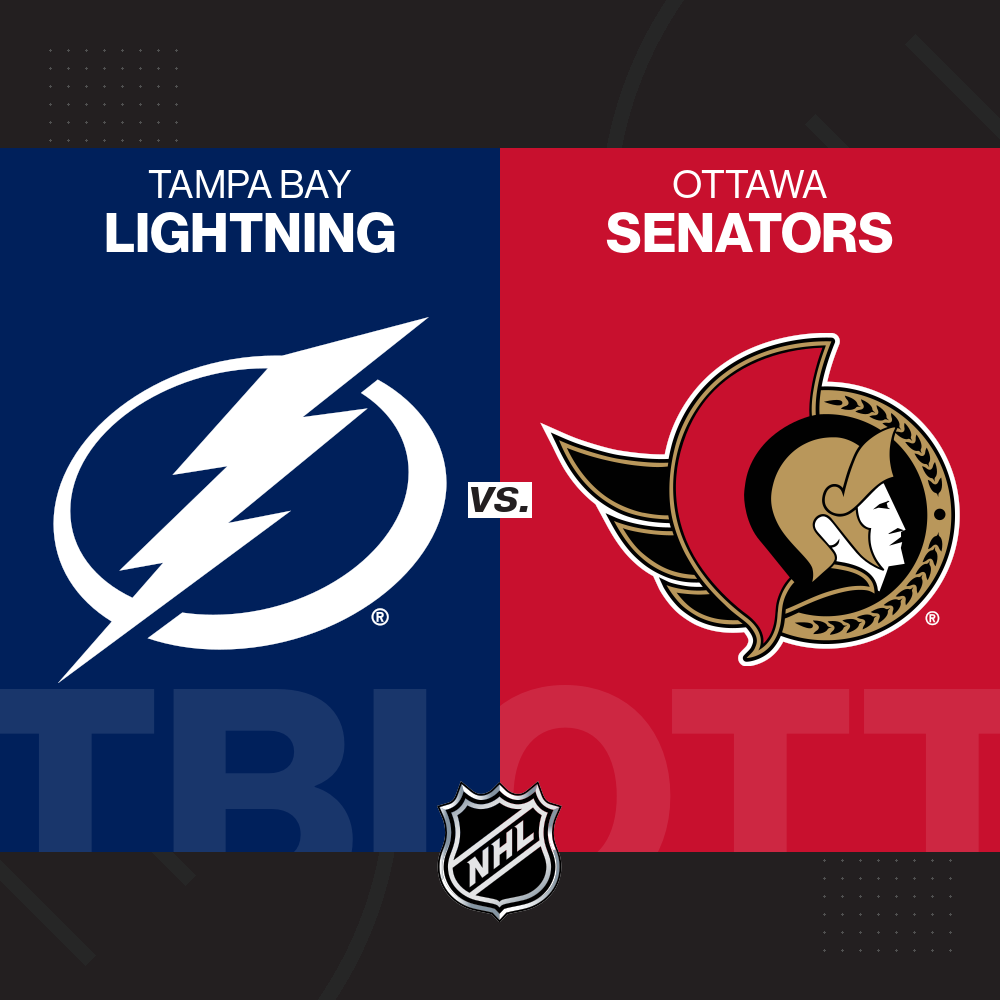 TAMPA BAY
LIGHTNING
OTTAWA
SENATORS
VS.
®
®
TBL
OTT
NHL